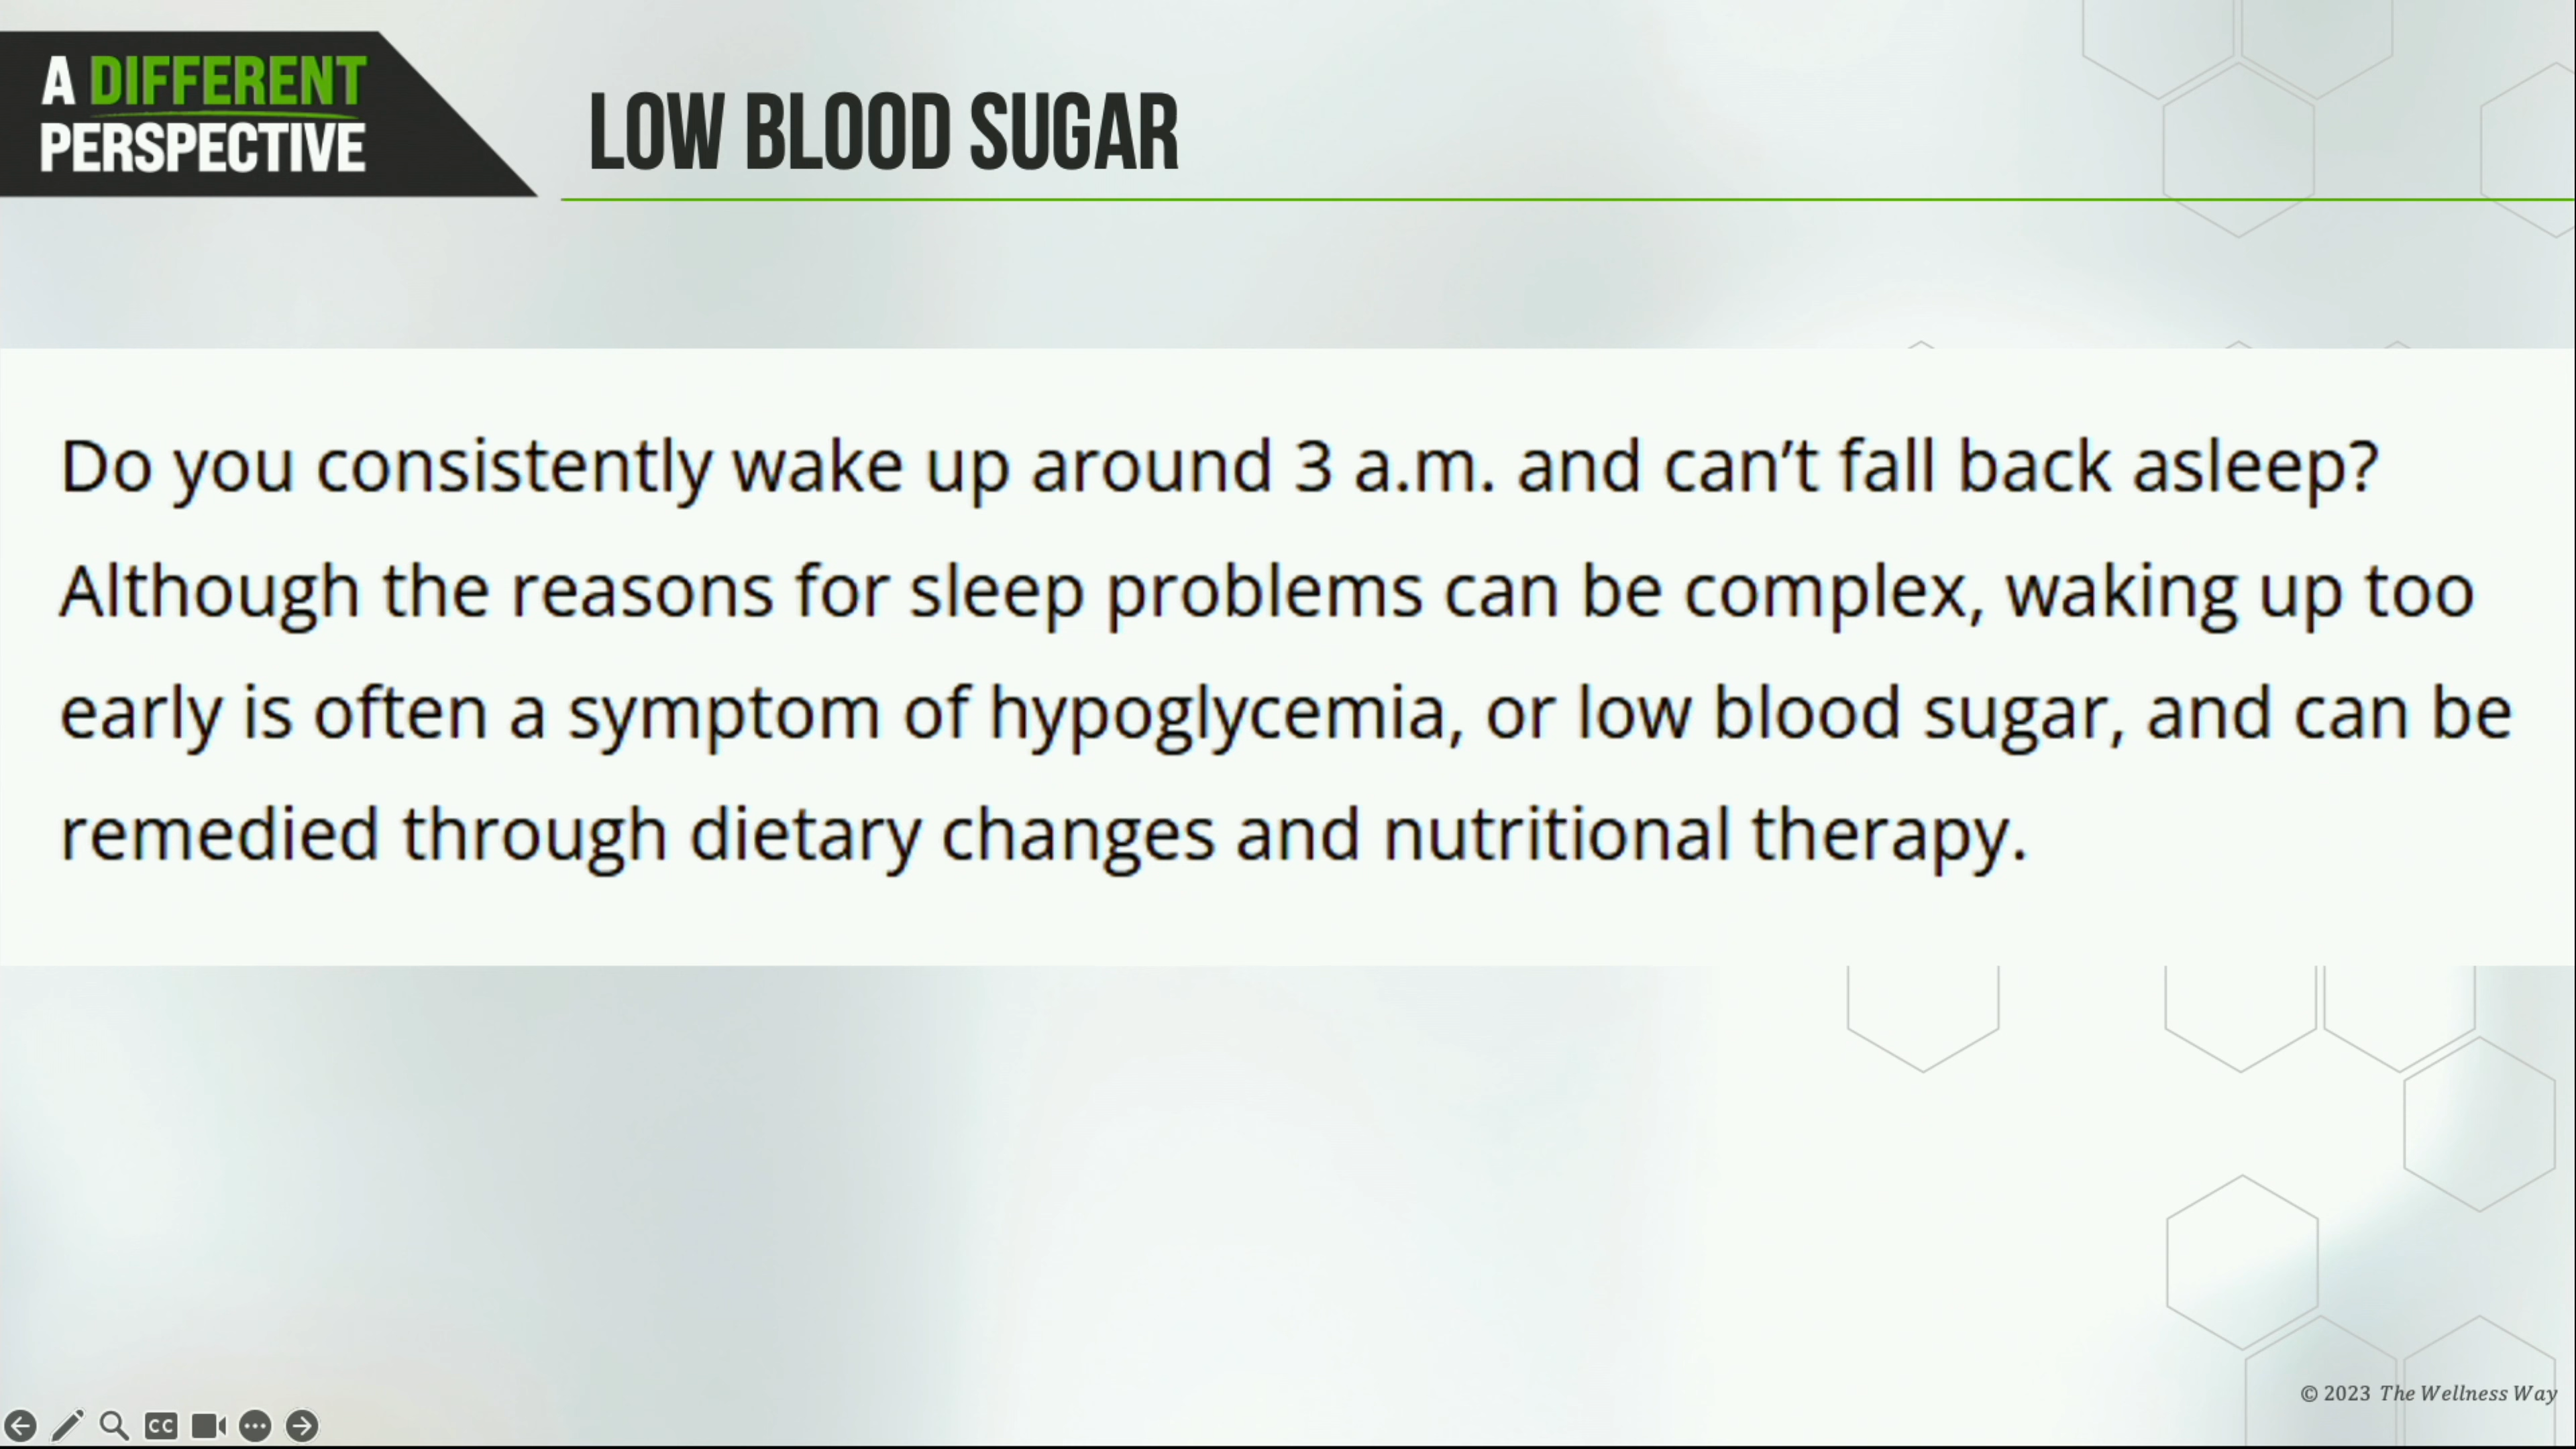 A DIFFERENT
PERSPECTIVE
LOW BLOOD SUGAR
Do you consistently wake up around 3 a.m. and can’t fall back asleep?
Although the reasons for sleep problems can be complex, waking up too
early is often a symptom of hypoglycemia, or low blood sugar, and can be
remedied through dietary changes and nutritional therapy.
© 2023 The Wellness Way
CC